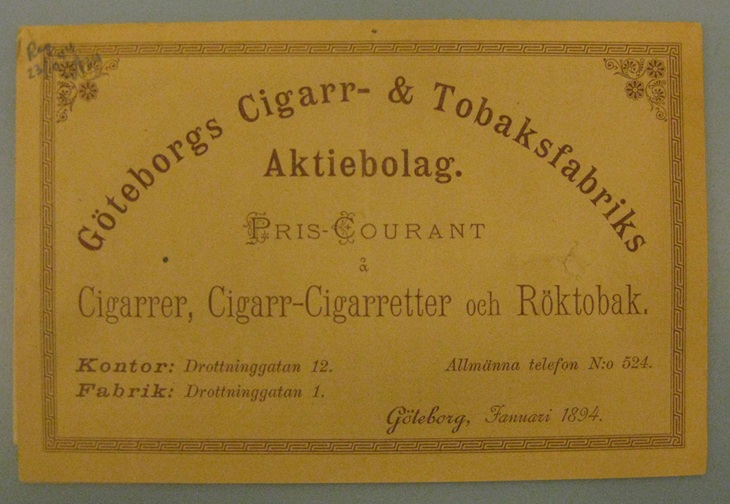 Göteborgs Cigarr- & Tobaksfabriks
Aktiebolag.
PRIS-COURANT
å
Cigarrer, Cigarr-Cigarretter och Röktobak.
Kontor: Drottninggatan 12.
Allmänna telefon N:o 524.
Fabrik: Drottninggatan 1.
Göteborg, Januari 1894.